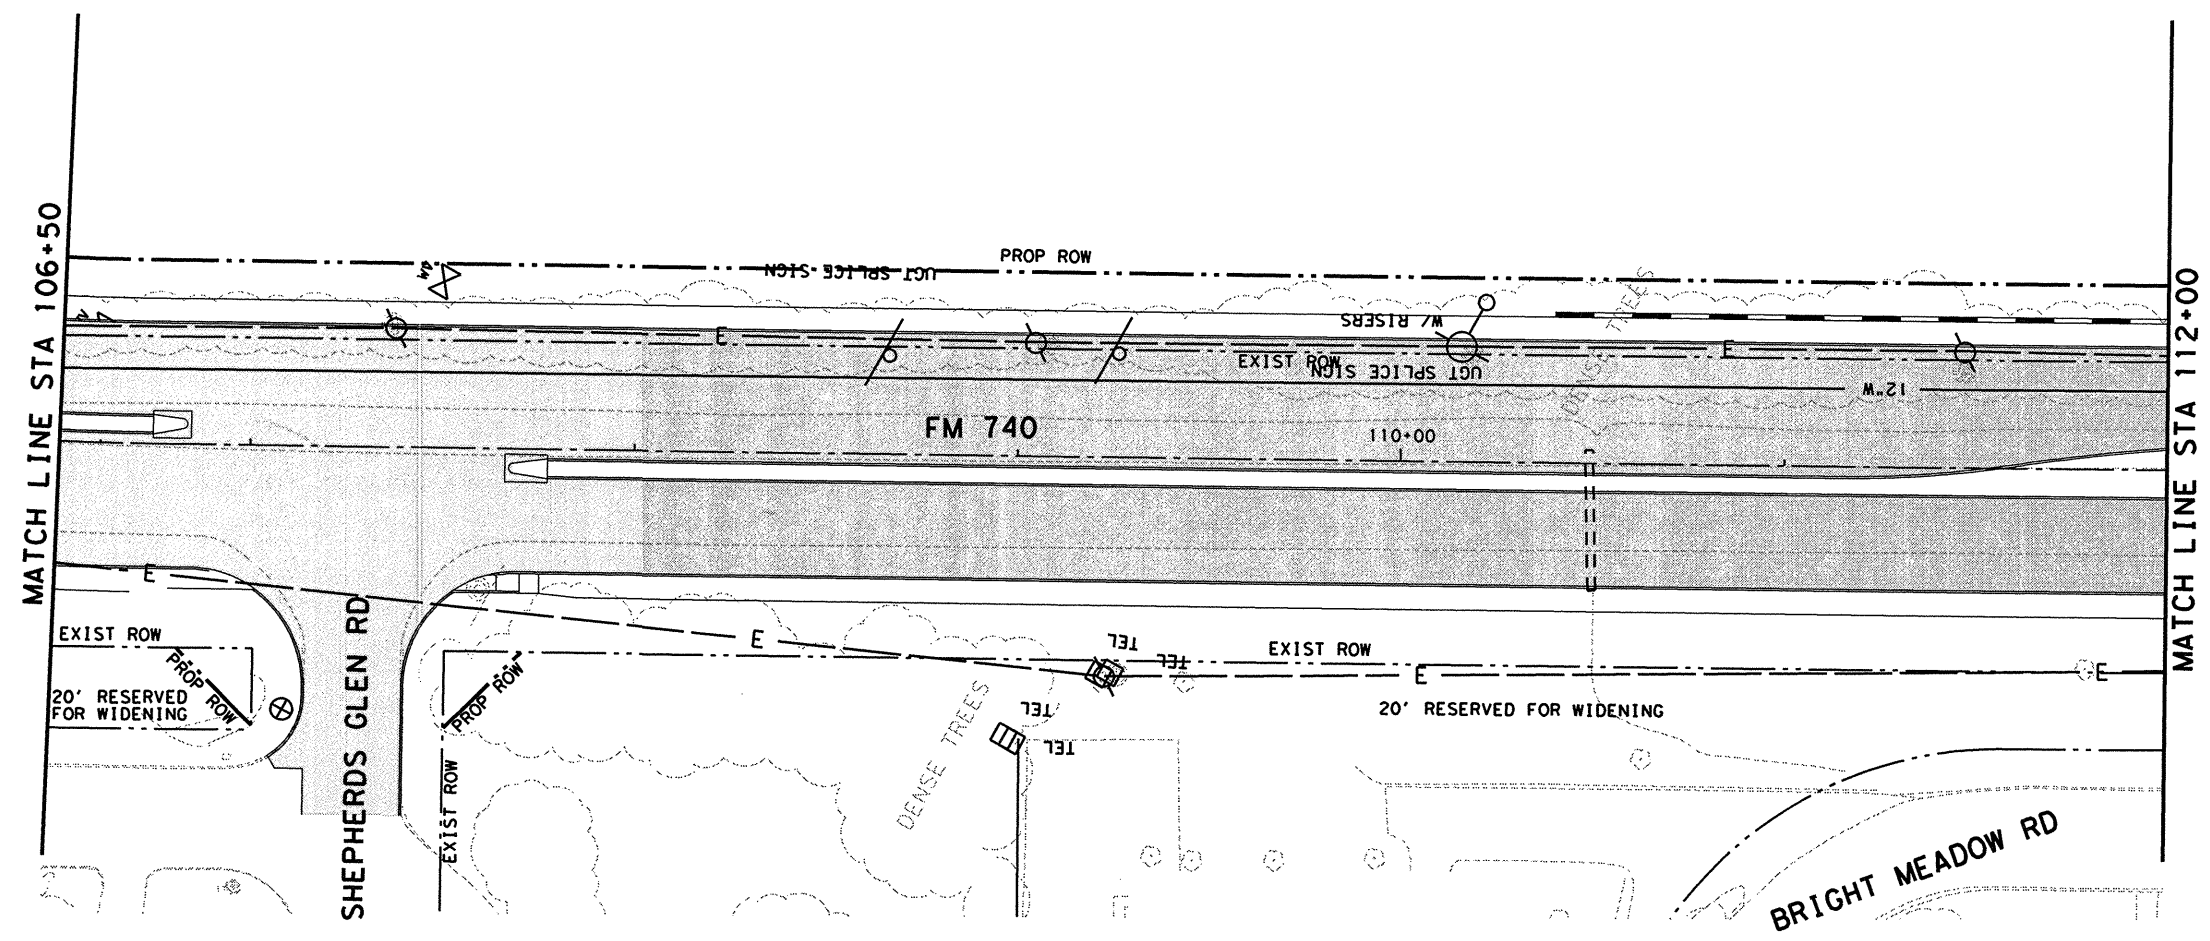 MATCH LINE STA 106+50
PROP ROW
UGT SPLICE SIGN
W/ RISERS
EXIST ROW
UGT SPLICE SIGN
DENSE TREES
E
E
12"W
FM 740
110+00
MATCH LINE STA 112+00
E
EXIST ROW
PROP ROW
20' RESERVED
FOR WIDENING
SHEPHERDS GLEN RD
PROP ROW
EXIST ROW
E
TEL
TEL
EXIST ROW
E
E
20' RESERVED FOR WIDENING
TEL
TEL
DENSE TREES
BRIGHT MEADOW RD